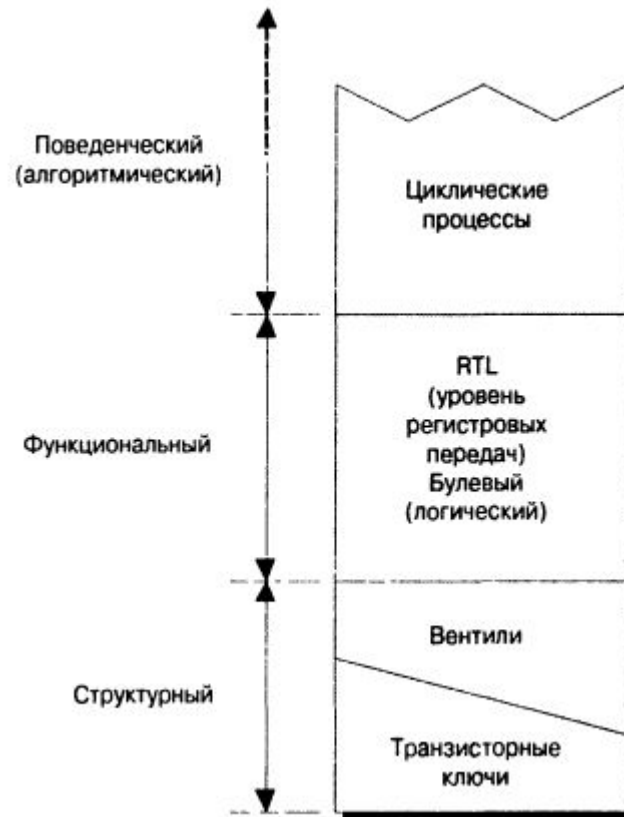 Поведенческий
(алгоритмический)
Циклические
процессы
Функциональный
RTL
(уровень
регистровых
передач)
Булевый
(логический)
Структурный
Вентили
Транзисторные
ключи